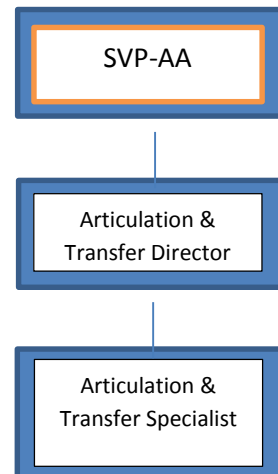 SVP-AA
Articulation &
Transfer Director
Articulation &
Transfer Specialist